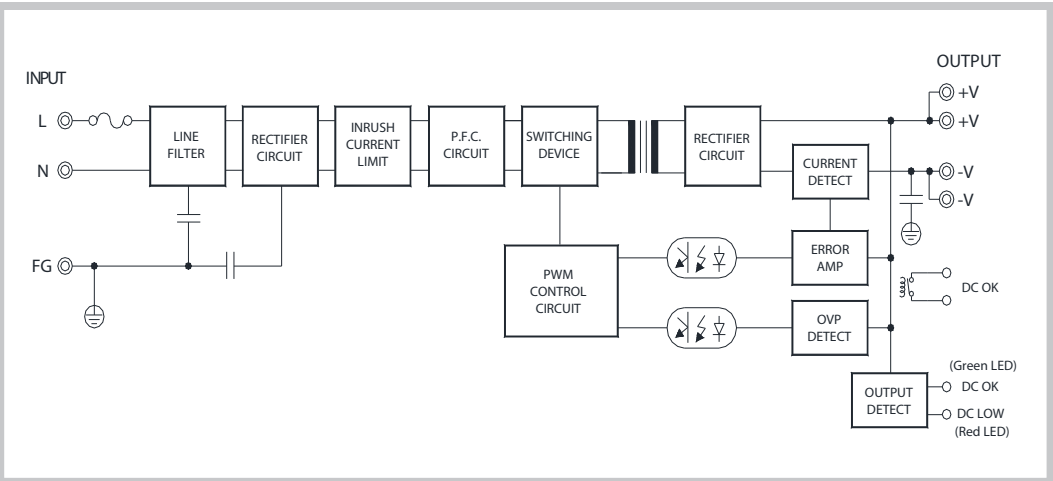 INPUT
OUTPUT
L
N
FG
LINE
FILTER
RECTIFIER
CIRCUIT
INRUSH
CURRENT
LIMIT
P.F.C.
CIRCUIT
SWITCHING
DEVICE
RECTIFIER
CIRCUIT
CURRENT
DETECT
+V
+V
-V
-V
PWM
CONTROL
CIRCUIT
ERROR
AMP
OVP
DETECT
DC OK
OUTPUT
DETECT
(Green LED)
DC OK
DC LOW
(Red LED)